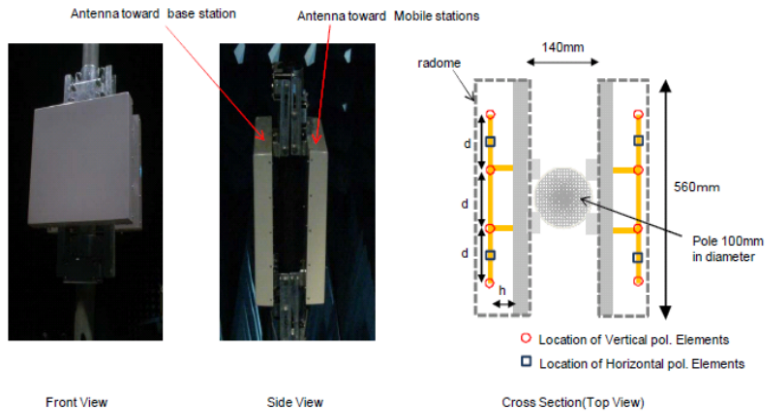 Antenna toward base station
Antenna toward Mobile stations
140mm
radome
d
d
d
h
560mm
Pole 100mm
in diameter
Location of Vertical pol. Elements
Location of Horizontal pol. Elements
Front View
Side View
Cross Section(Top View)